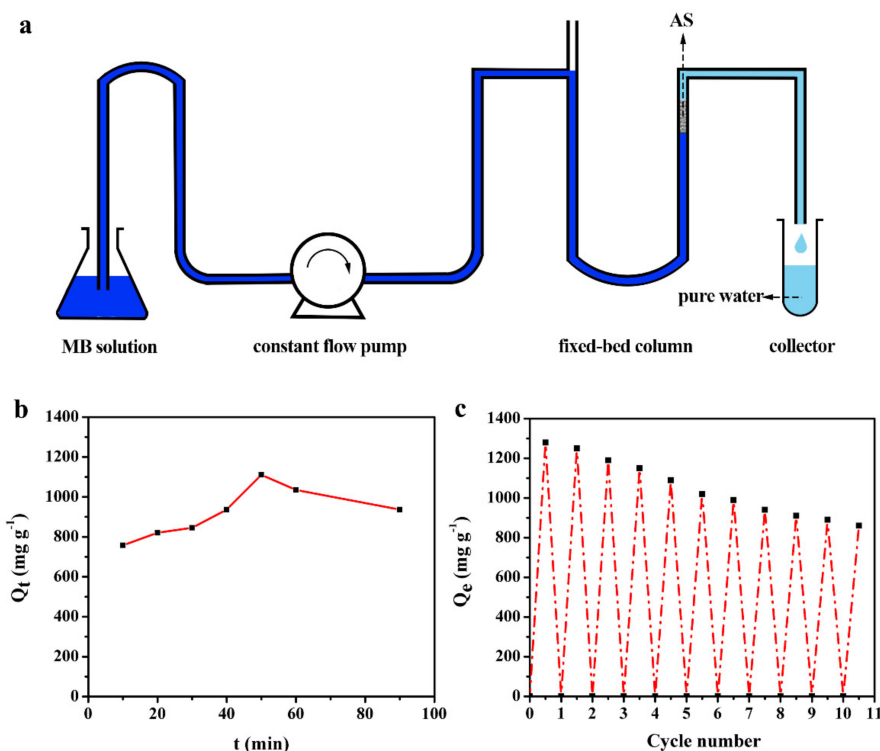 a
AS
pure water
MB solution
constant flow pump
fixed-bed column
collector
b
1400
1200
1000
800
600
400
200
0
Qt (mg g-1)
0 20 40 60 80 100
t (min)
c
1400
1200
1000
800
600
400
200
0
Qe (mg g-1)
0 1 2 3 4 5 6 7 8 9 10 11
Cycle number